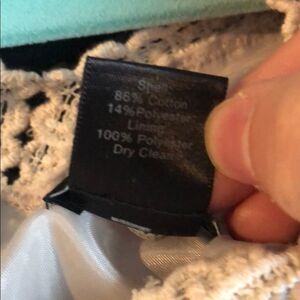 Shell
86% Cotton
14%Polyester
Lining
100% Polyester
Dry Clean